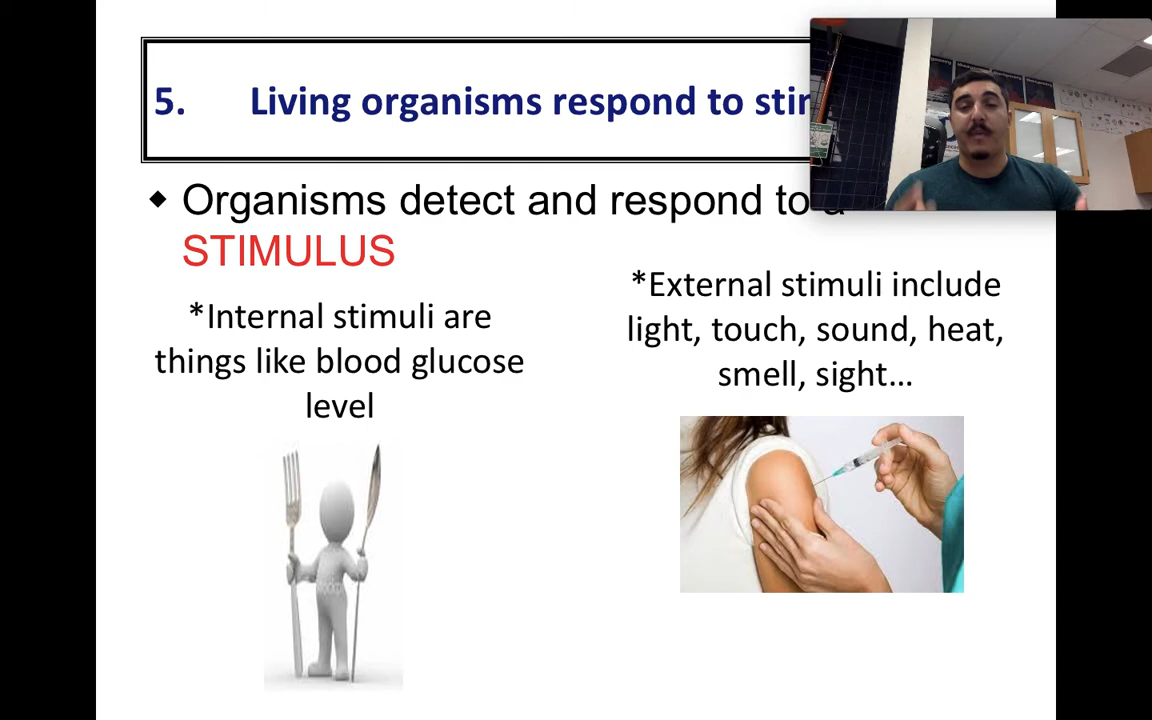 5. Living organisms respond to
Organisms detect and respond to a
STIMULUS
*Internal stimuli are
things like blood glucose
level
*External stimuli include
light, touch, sound, heat,
smell, sight...